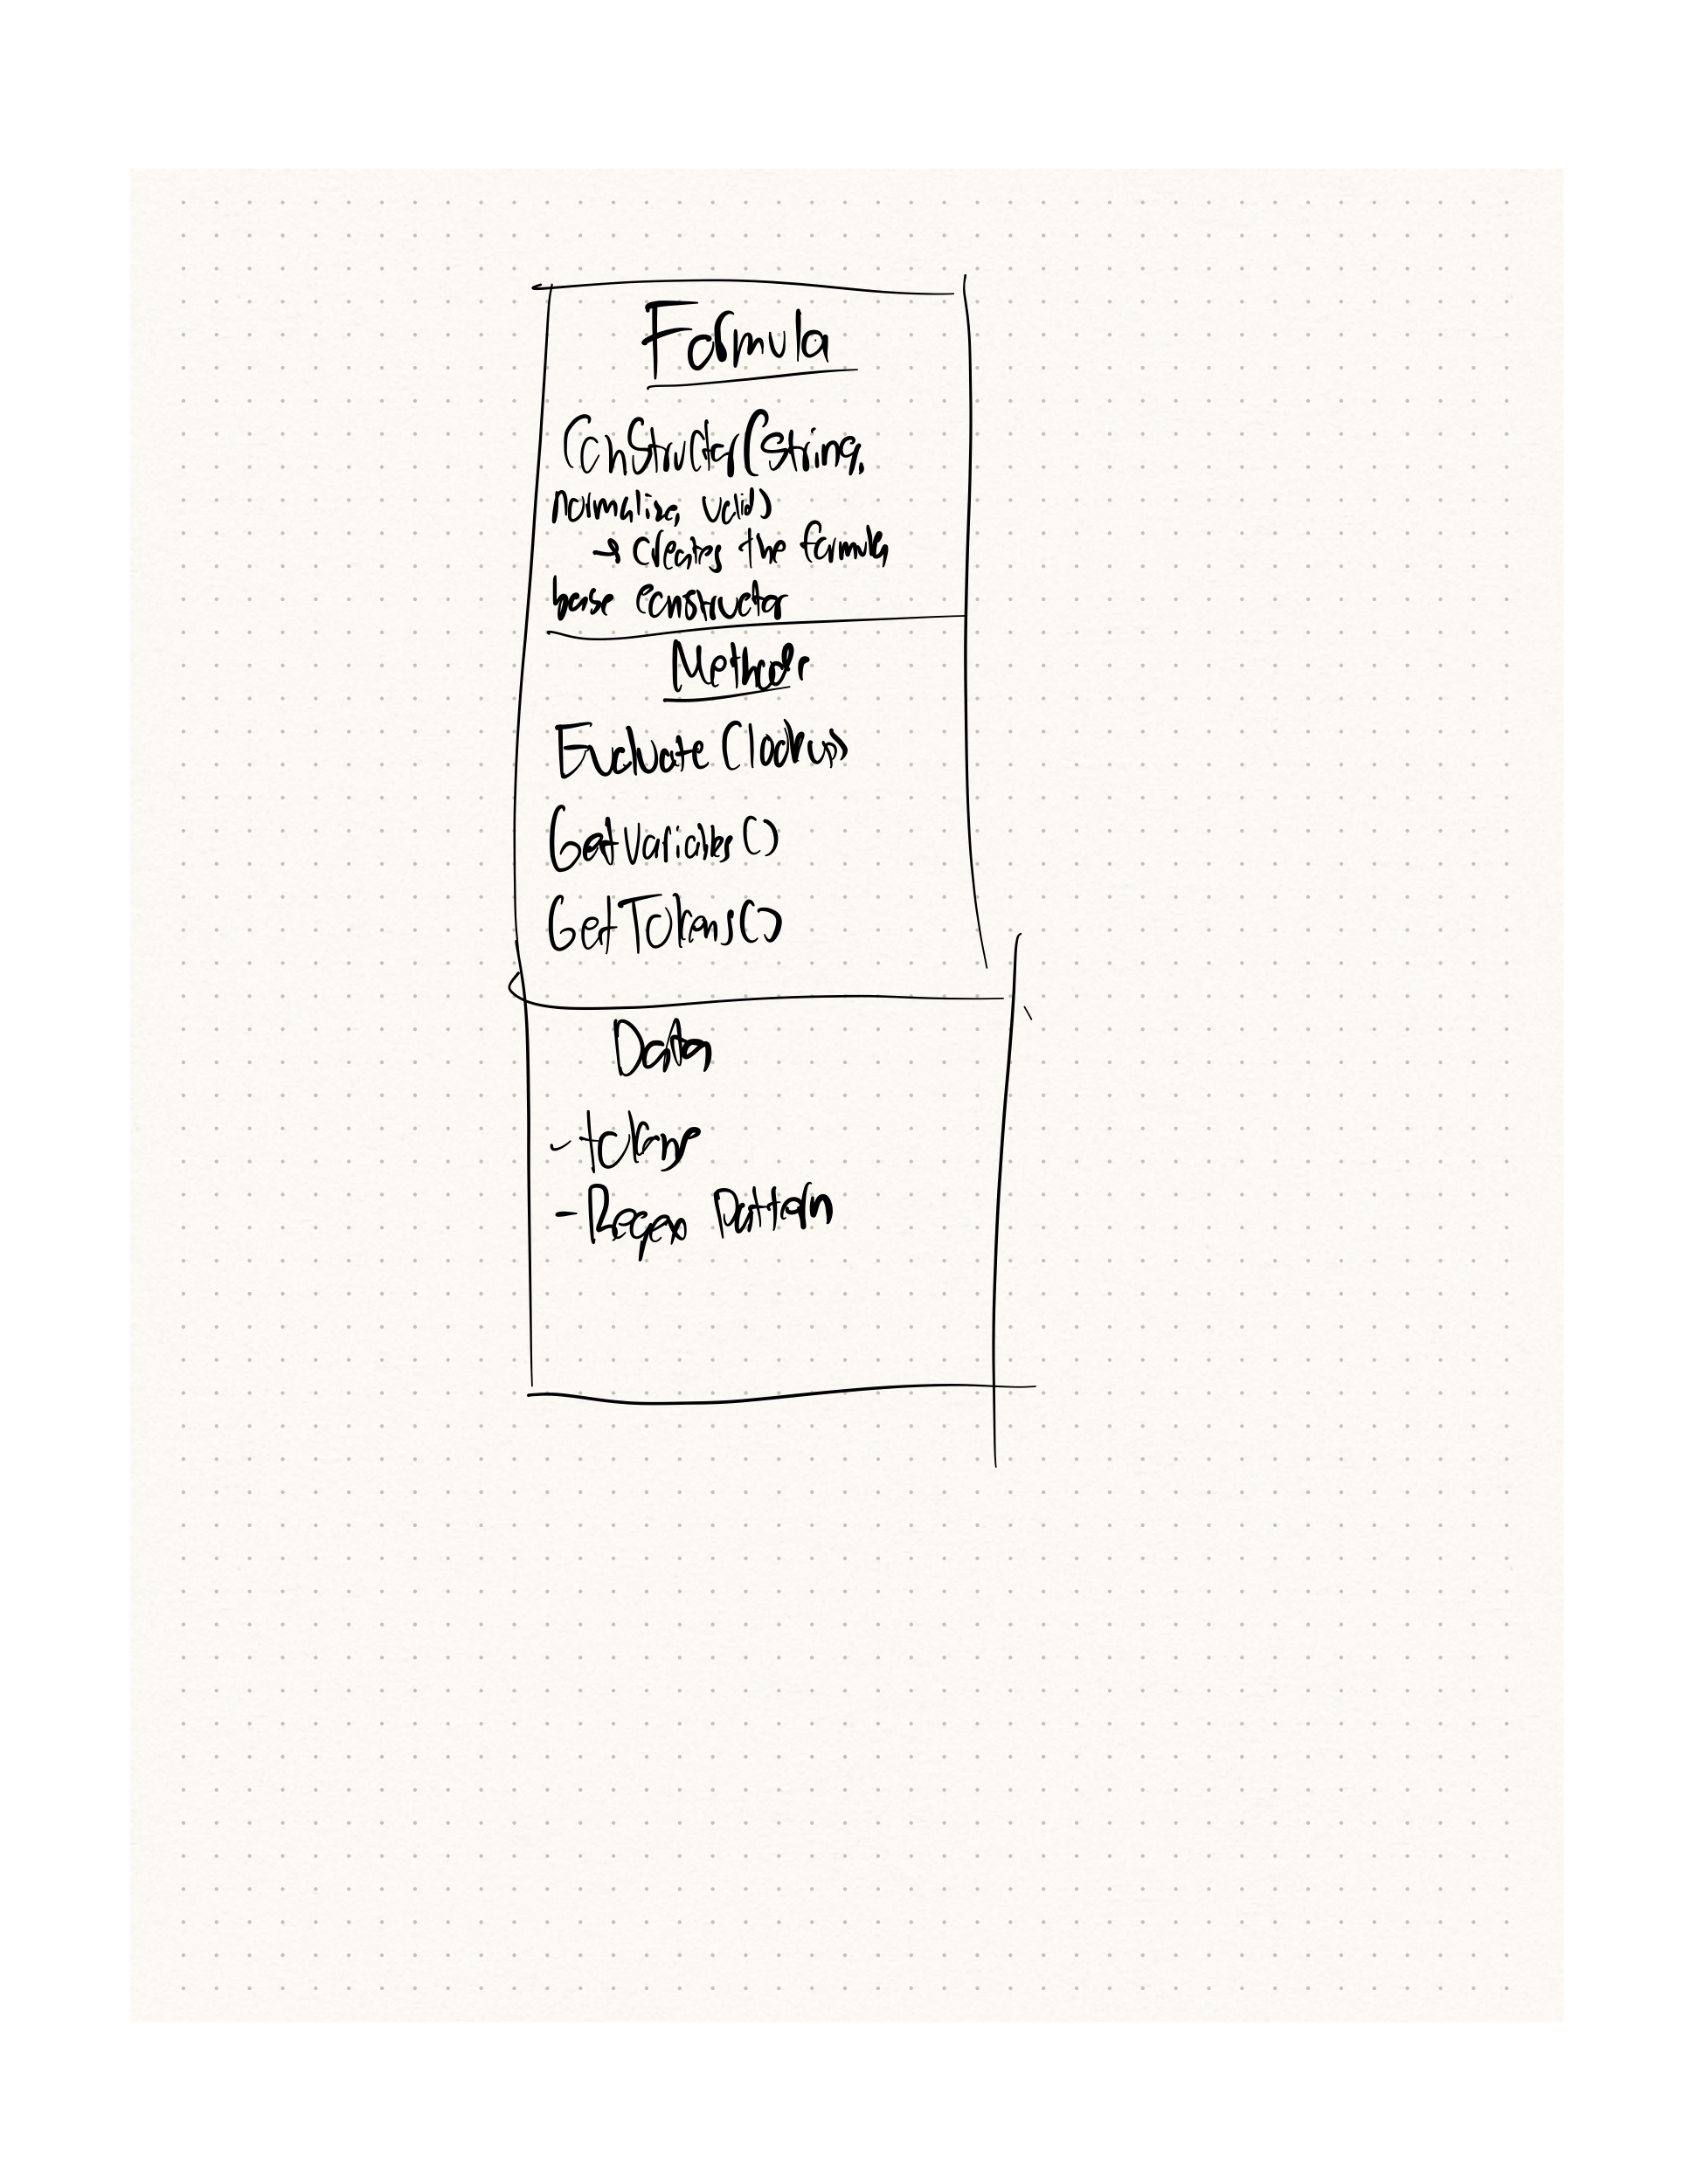 Formula
Constructor(string,
normalize, valid)
→ creates the formula
base constructor
Methods
Evaluate (lookup)
GetVariables()
GetTokens()
Data
- tokens
- Regex Pattern